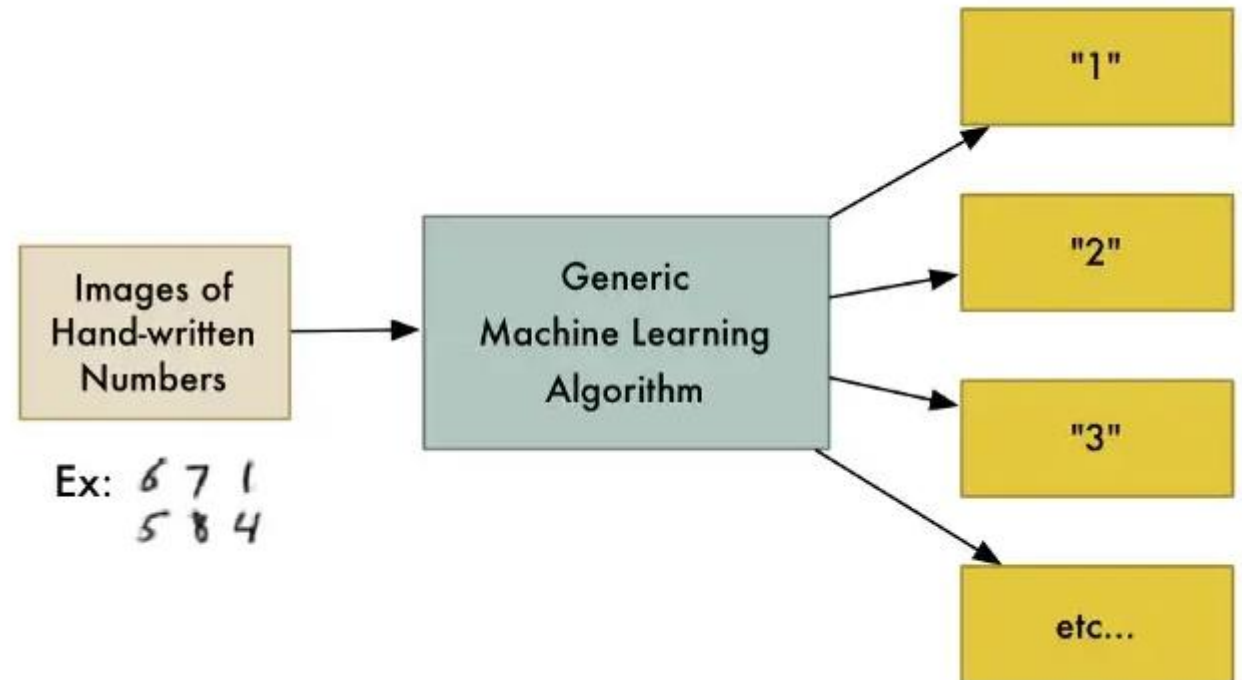 Images of
Hand-written
Numbers
Ex: 6 7 1
5 8 4
Generic
Machine Learning
Algorithm
"1"
"2"
"3"
etc...